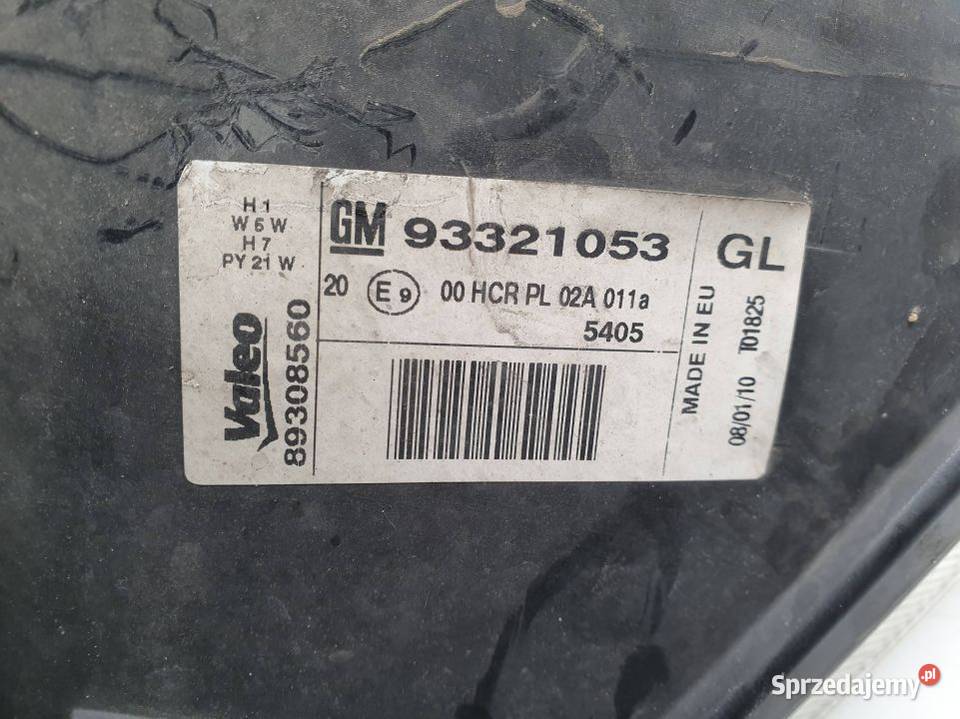 H1
W6W
H7
PY21W
Valeo
89308560
GM 93321053
20 E9 00 HCR PL 02A 011a
5405
GL
MADE IN EU
08/01/10 T01825
Sprzedajemy.pl